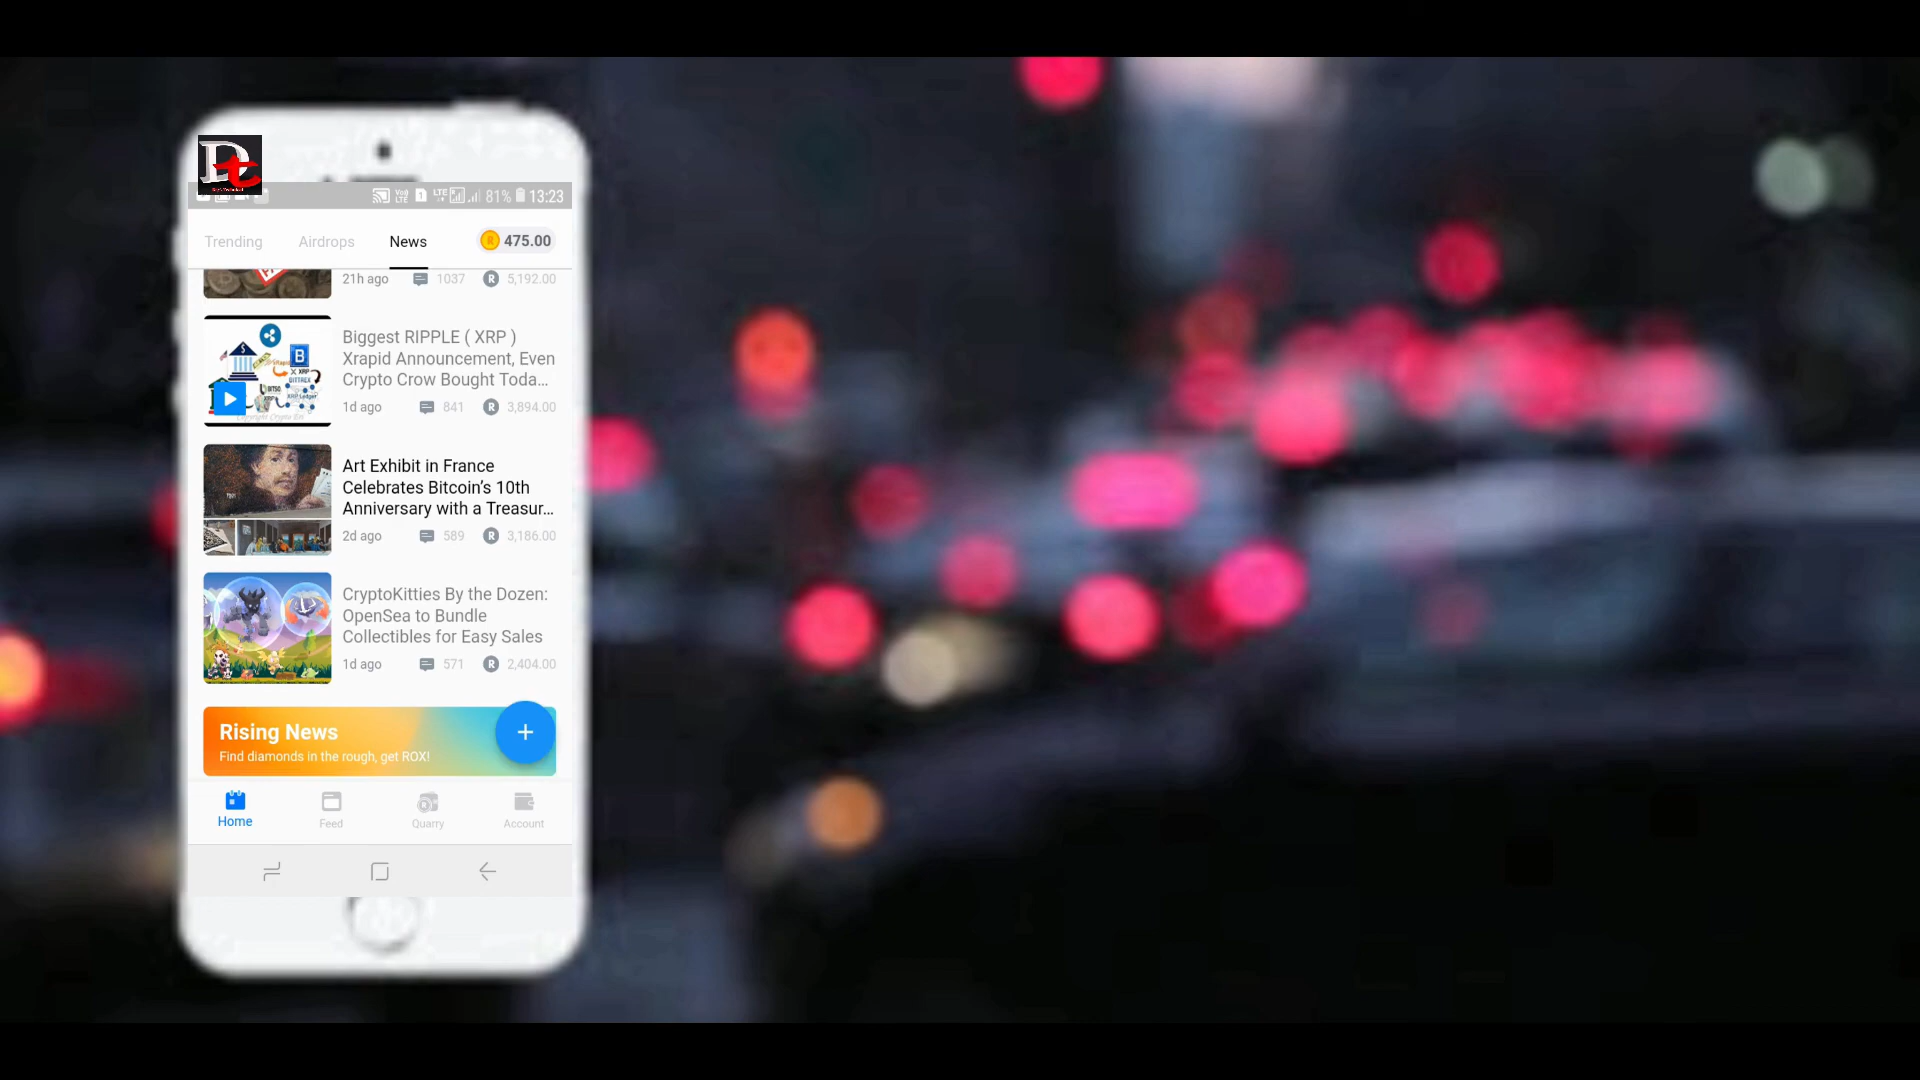 Dt
VoLTE 1 LTE 81% 13:23
Trending Airdrops News 475.00
21h ago 1037 R 5,192.00
Biggest RIPPLE ( XRP )
Xrapid Announcement, Even
Crypto Crow Bought Toda...
1d ago 841 R 3,894.00
Art Exhibit in France
Celebrates Bitcoin’s 10th
Anniversary with a Treasur...
2d ago 589 R 3,186.00
CryptoKitties By the Dozen:
OpenSea to Bundle
Collectibles for Easy Sales
1d ago 571 R 2,404.00
Rising News
Find diamonds in the rough, get ROX!
+
Home Feed Quarry Account